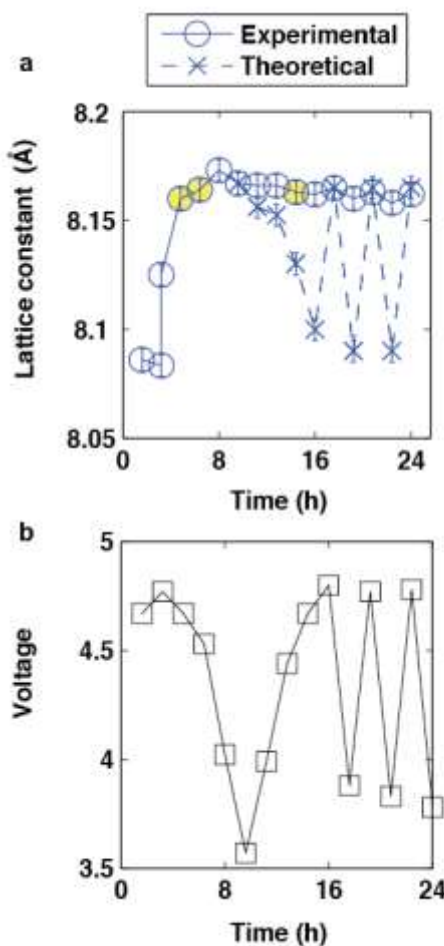 a
Experimental
Theoretical
Lattice constant (Å)
8.2
8.15
8.1
8.05
0 8 16 24
Time (h)
b
Voltage
5
4.5
4
3.5
0 8 16 24
Time (h)